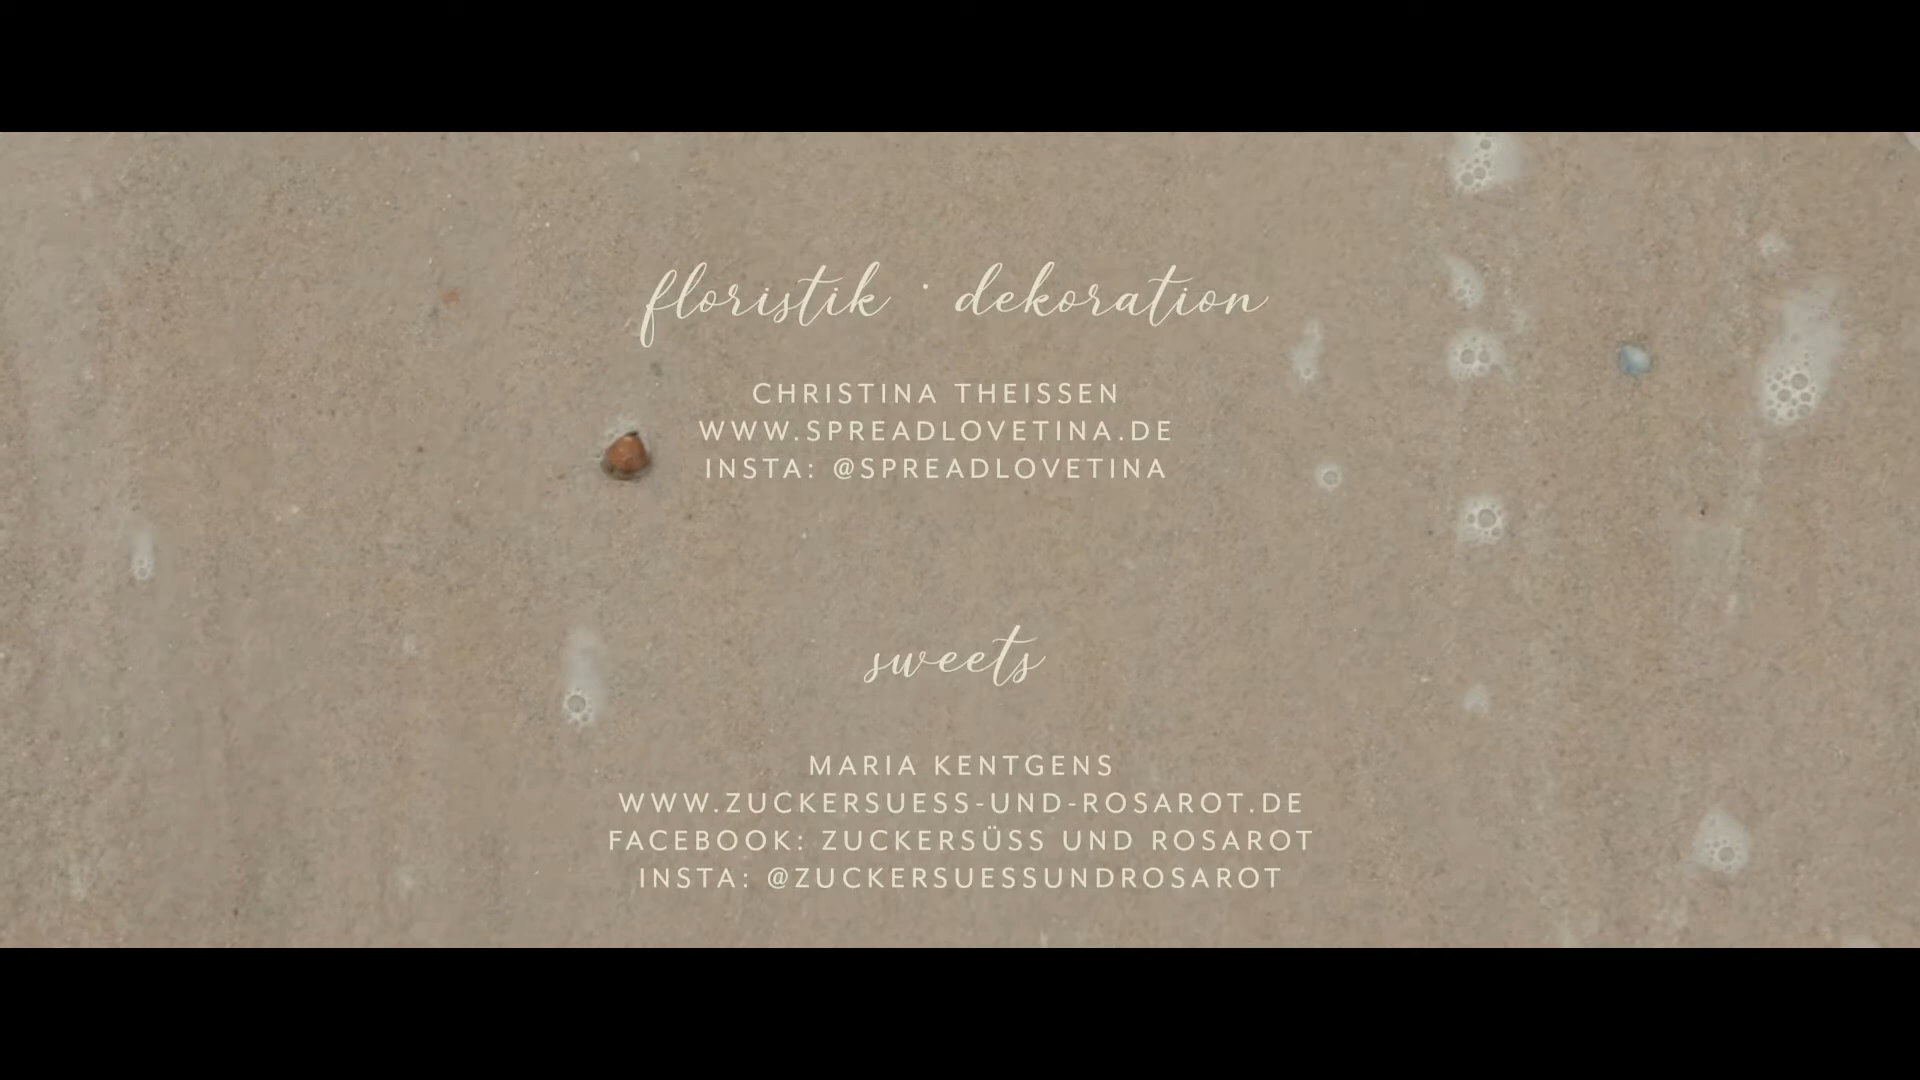 floristik · dekoration
CHRISTINA THEISSEN
WWW.SPREADLOVETINA.DE
INSTA: @SPREADLOVETINA
sweets
MARIA KENTGENS
WWW.ZUCKERSUESS-UND-ROSAROT.DE
FACEBOOK: ZUCKERSÜSS UND ROSAROT
INSTA: @ZUCKERSUESSUNDROSAROT